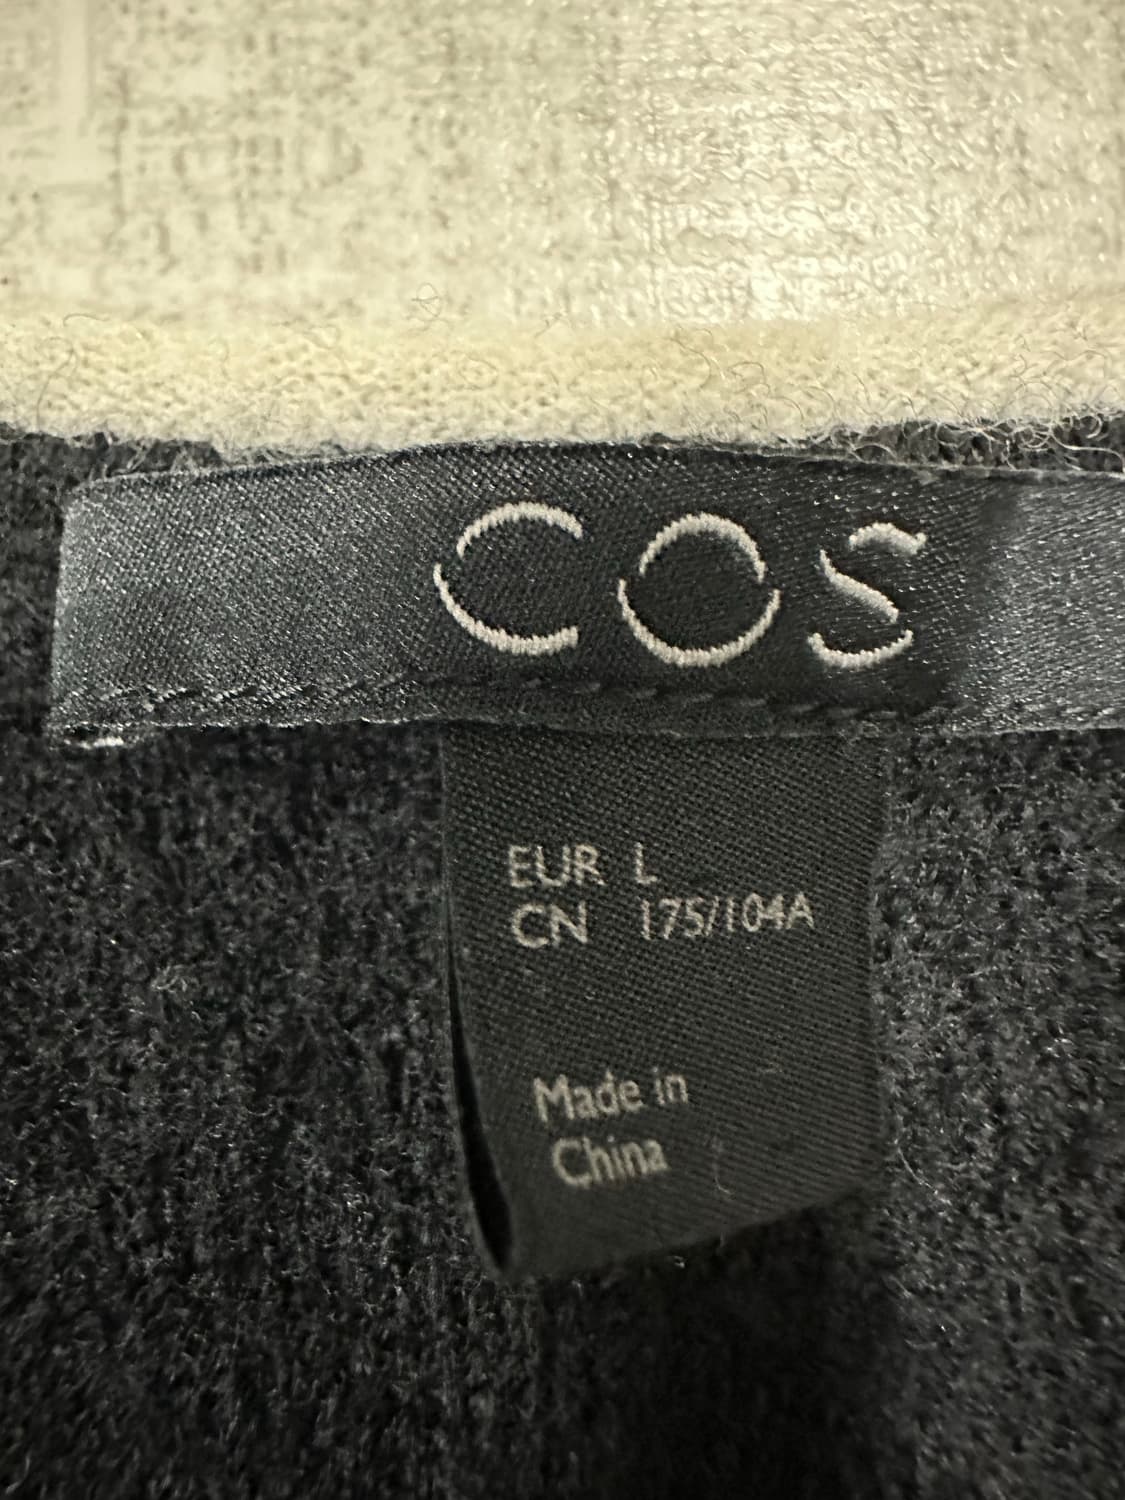 COS
EUR L
CN 175/104A
Made in
China